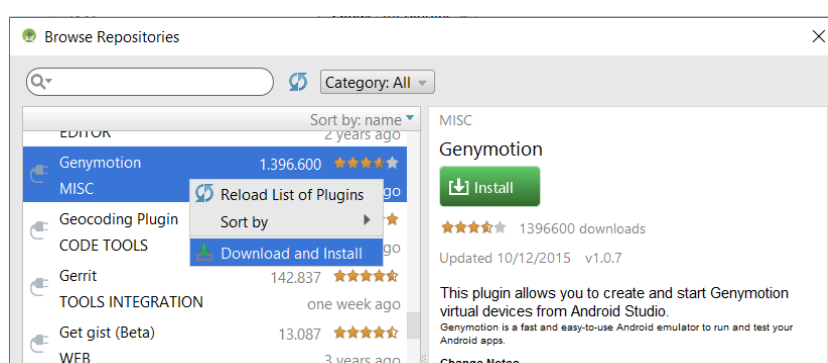 Browse Repositories
Category: All
Sort by: name
EDITOR
2 years ago
Genymotion 1.396.600
MISC ago
Reload List of Plugins
Sort by
Download and Install
Geocoding Plugin
CODE TOOLS ago
Gerrit 142.837
TOOLS INTEGRATION one week ago
Get gist (Beta) 13.087
WEB 3 years ago
MISC
Genymotion
Install
1396600 downloads
Updated 10/12/2015 v1.0.7
This plugin allows you to create and start Genymotion
virtual devices from Android Studio.
Genymotion is a fast and easy-to-use Android emulator to run and test your
Android apps.
Change Notes